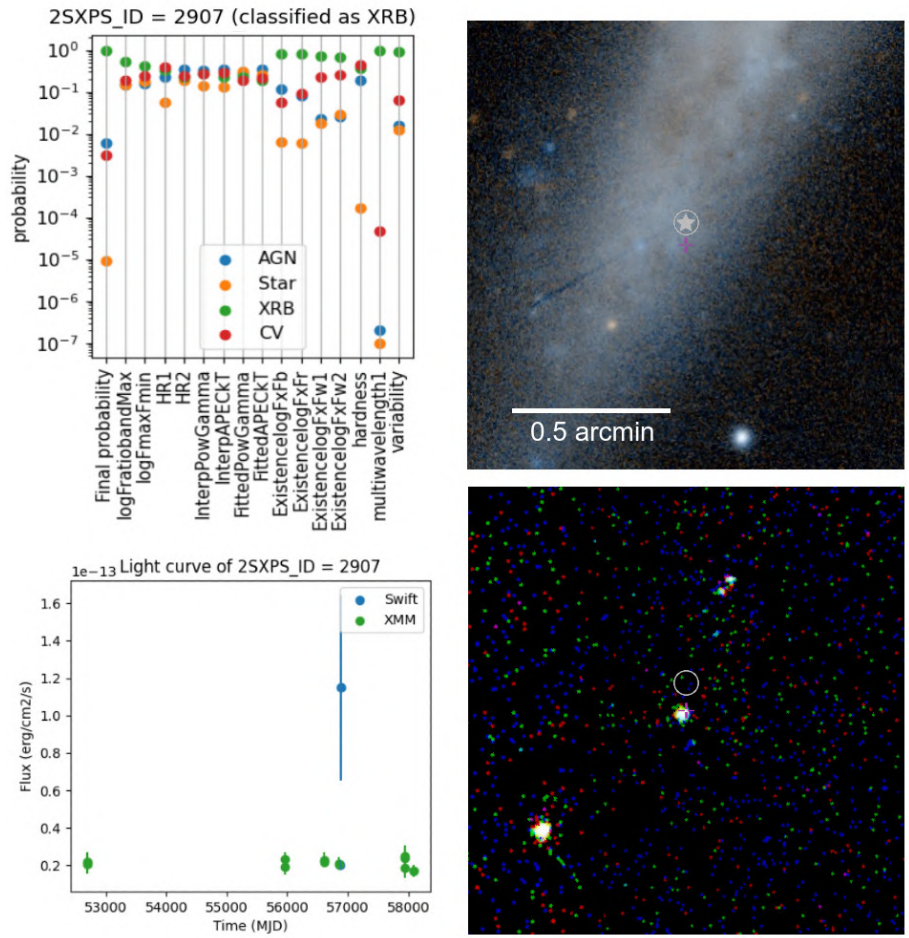 2SXPS_ID = 2907 (classified as XRB)
probability
10⁰
10⁻¹
10⁻²
10⁻³
10⁻⁴
10⁻⁵
10⁻⁶
10⁻⁷
AGN
Star
XRB
CV
Final probability
logFratiobandMax
logFmaxFmin
HR1
HR2
InterpPowGamma
InterpAPECkT
FittedPowGamma
FittedAPECkT
ExistencelogFxFb
ExistencelogFxFr
ExistencelogFxFw1
ExistencelogFxFw2
hardness
multiwavelength1
variability
0.5 arcmin
1e−13
Light curve of 2SXPS_ID = 2907
Swift
XMM
Flux (erg/cm2/s)
1.6
1.4
1.2
1.0
0.8
0.6
0.4
0.2
53000 54000 55000 56000 57000 58000
Time (MJD)